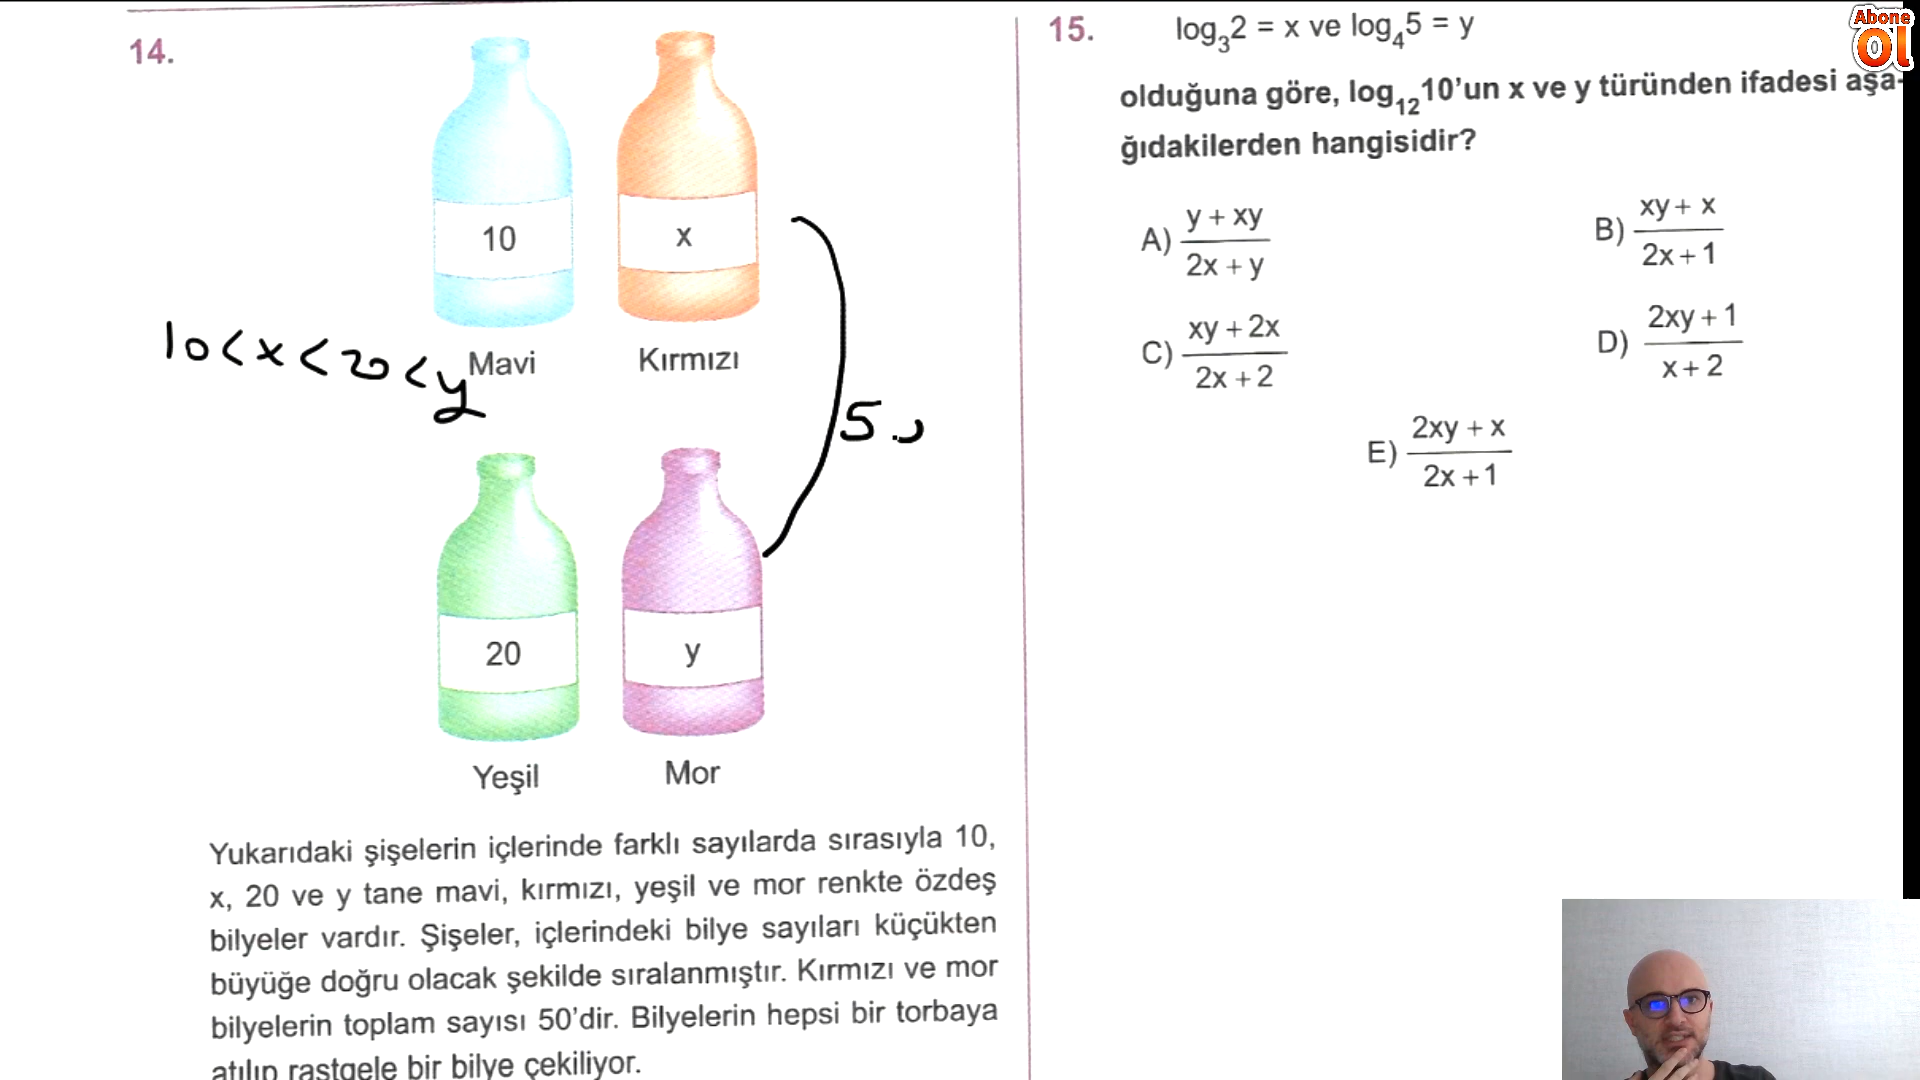 14.
10
x
Mavi
Kırmızı
10<x<20<y
50
20
y
Yeşil
Mor
Yukarıdaki şişelerin içlerinde farklı sayılarda sırasıyla 10,
x, 20 ve y tane mavi, kırmızı, yeşil ve mor renkte özdeş
bilyeler vardır. Şişeler, içlerindeki bilye sayıları küçükten
büyüğe doğru olacak şekilde sıralanmıştır. Kırmızı ve mor
bilyelerin toplam sayısı 50’dir. Bilyelerin hepsi bir torbaya
atılıp rastgele bir bilye çekiliyor.
15. log₃2 = x ve log₄5 = y
olduğuna göre, log₁₂10’un x ve y türünden ifadesi aşa-
ğıdakilerden hangisidir?
A) (y + xy)/(2x + y)
B) (xy + x)/(2x + 1)
C) (xy + 2x)/(2x + 2)
D) (2xy + 1)/(x + 2)
E) (2xy + x)/(2x + 1)
Abone
Ol